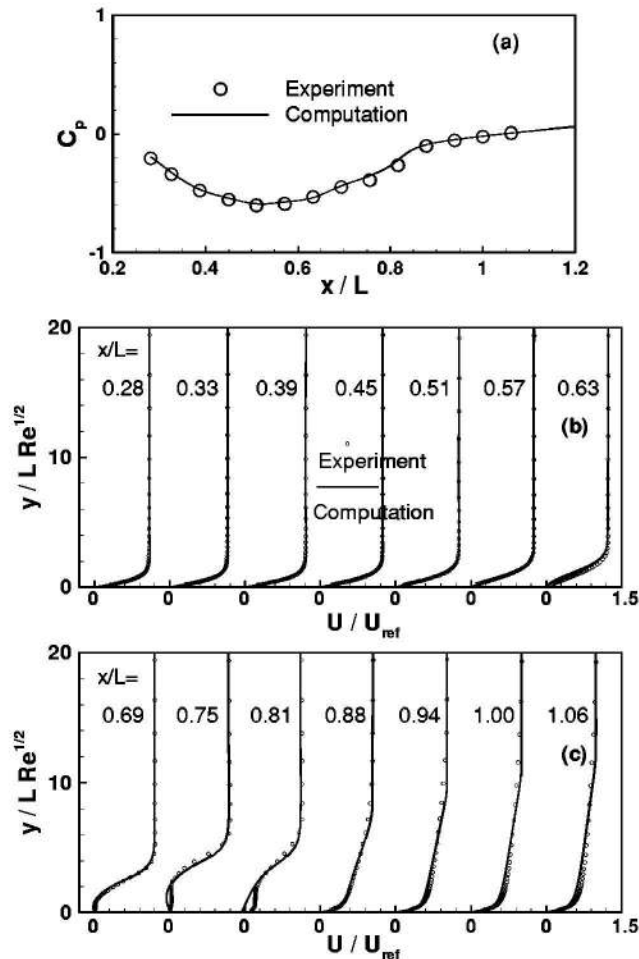 1
(a)
Experiment
Computation
C_p
0
-1
0.2 0.4 0.6 0.8 1 1.2
x / L
20
x/L=
0.28 0.33 0.39 0.45 0.51 0.57 0.63
(b)
Experiment
Computation
y / L Re^1/2
10
0
0 0 0 0 0 0 0 1.5
U / U_ref
20
x/L=
0.69 0.75 0.81 0.88 0.94 1.00 1.06
(c)
y / L Re^1/2
10
0
0 0 0 0 0 0 0 1.5
U / U_ref